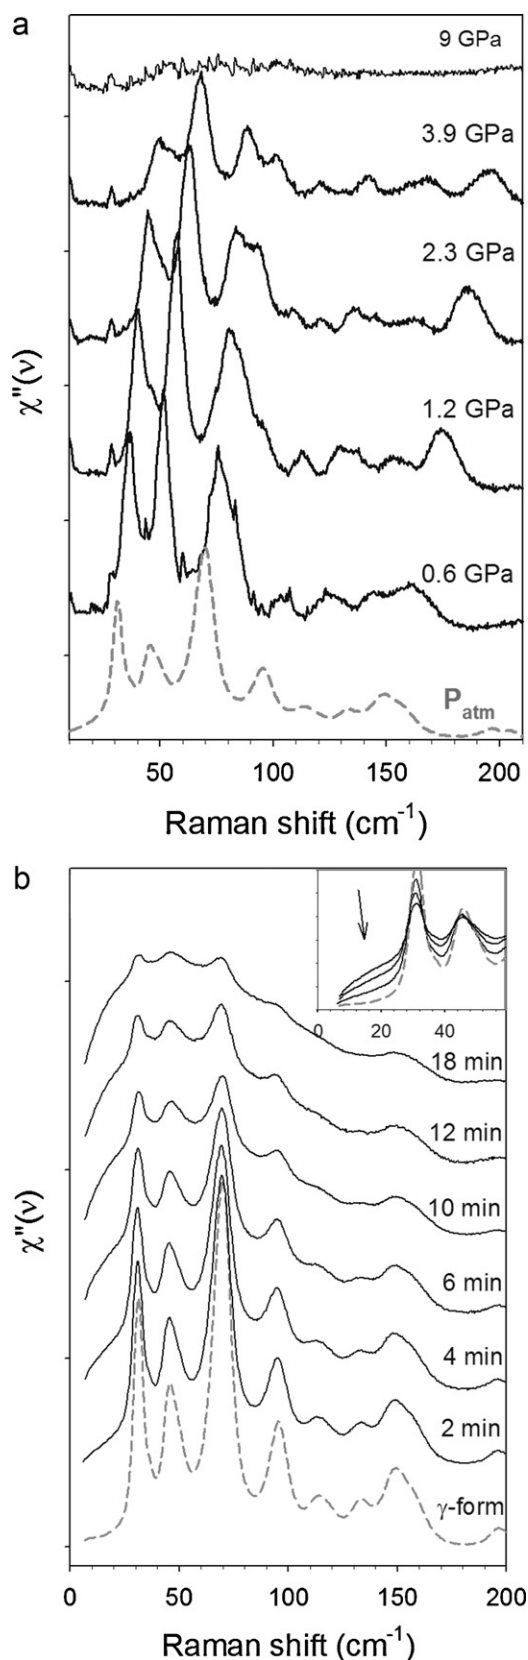 a
9 GPa
3.9 GPa
2.3 GPa
1.2 GPa
0.6 GPa
P_atm
χ"(ν)
50 100 150 200
Raman shift (cm⁻¹)
b
0 20 40
18 min
12 min
10 min
6 min
4 min
2 min
γ-form
χ"(ν)
0 50 100 150 200
Raman shift (cm⁻¹)